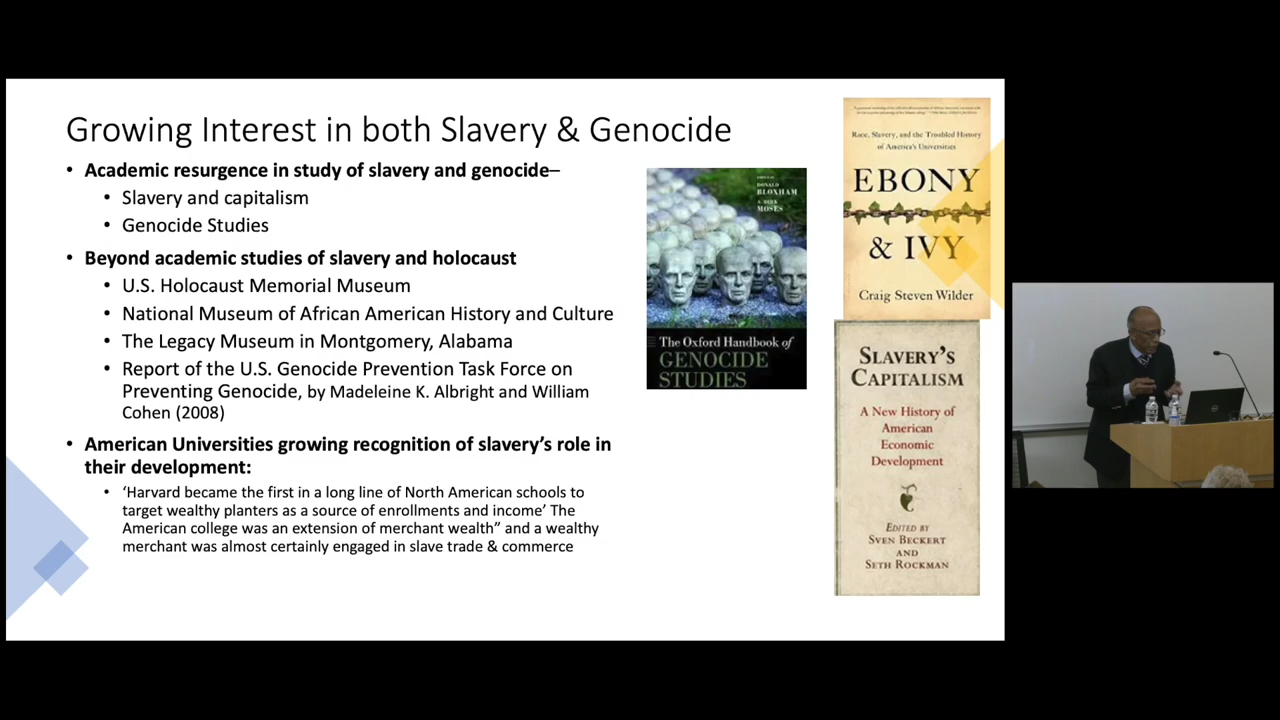 Growing Interest in both Slavery & Genocide
• Academic resurgence in study of slavery and genocide–
• Slavery and capitalism
• Genocide Studies
• Beyond academic studies of slavery and holocaust
• U.S. Holocaust Memorial Museum
• National Museum of African American History and Culture
• The Legacy Museum in Montgomery, Alabama
• Report of the U.S. Genocide Prevention Task Force on
Preventing Genocide, by Madeleine K. Albright and William
Cohen (2008)
• American Universities growing recognition of slavery’s role in
their development:
• ‘Harvard became the first in a long line of North American schools to
target wealthy planters as a source of enrollments and income’ The
American college was an extension of merchant wealth” and a wealthy
merchant was almost certainly engaged in slave trade & commerce
DONALD
BLOXHAM
MOSES
The Oxford Handbook of
GENOCIDE
STUDIES
Race, Slavery, and the Troubled History
of America's Universities
EBONY
& IVY
Craig Steven Wilder
SLAVERY'S
CAPITALISM
A New History of
American
Economic
Development
EDITED BY
SVEN BECKERT
AND
SETH ROCKMAN